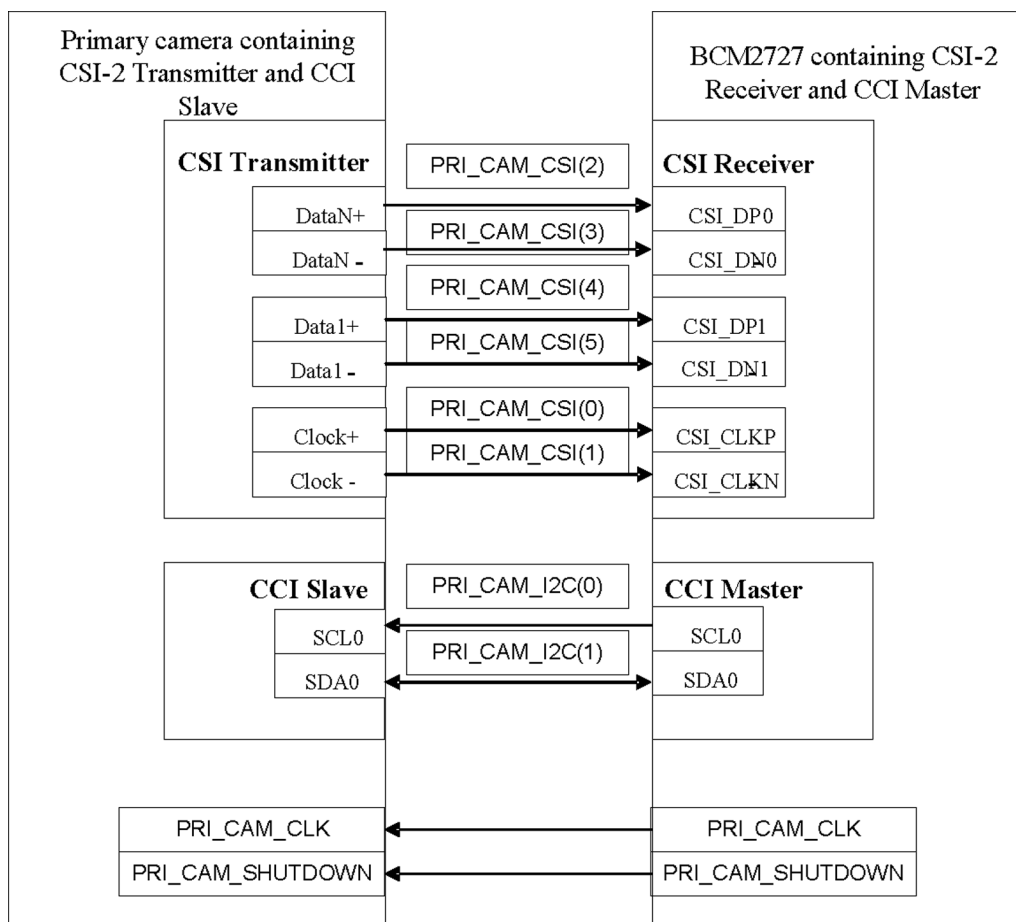 Primary camera containing
CSI-2 Transmitter and CCI
Slave
BCM2727 containing CSI-2
Receiver and CCI Master
CSI Transmitter
PRI_CAM_CSI(2)
CSI Receiver
DataN+
CSI_DP0
PRI_CAM_CSI(3)
DataN -
CSI_DN0
PRI_CAM_CSI(4)
Data1+
CSI_DP1
PRI_CAM_CSI(5)
Data1 -
CSI_DN1
PRI_CAM_CSI(0)
Clock+
CSI_CLKP
PRI_CAM_CSI(1)
Clock -
CSI_CLKN
CCI Slave
PRI_CAM_I2C(0)
CCI Master
SCL0
SCL0
PRI_CAM_I2C(1)
SDA0
SDA0
PRI_CAM_CLK
PRI_CAM_CLK
PRI_CAM_SHUTDOWN
PRI_CAM_SHUTDOWN